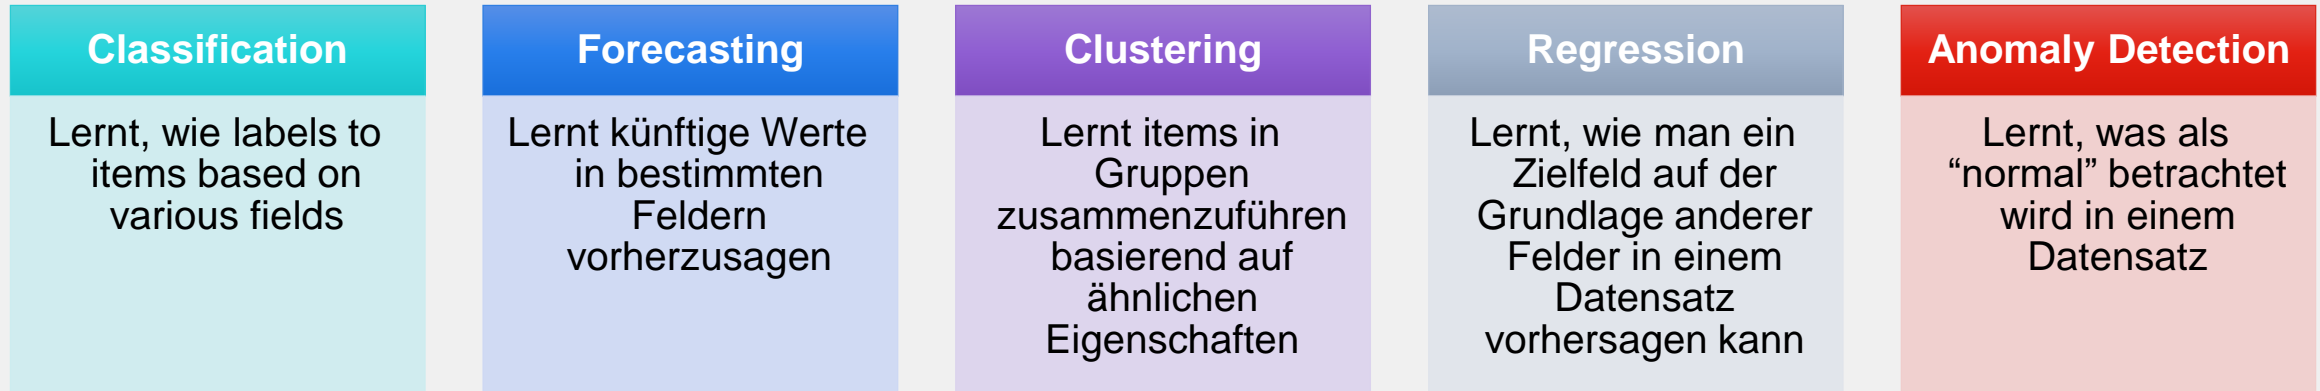 Classification
Lernt, wie labels to
items based on
various fields
Forecasting
Lernt künftige Werte
in bestimmten
Feldern
vorherzusagen
Clustering
Lernt items in
Gruppen
zusammenzuführen
basierend auf
ähnlichen
Eigenschaften
Regression
Lernt, wie man ein
Zielfeld auf der
Grundlage anderer
Felder in einem
Datensatz
vorhersagen kann
Anomaly Detection
Lernt, was als
“normal” betrachtet
wird in einem
Datensatz